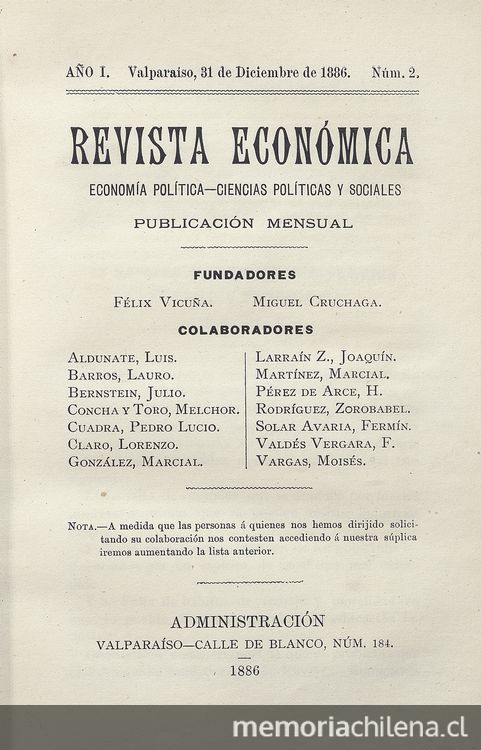 AÑO I. Valparaíso, 31 de Diciembre de 1886. Núm. 2.
REVISTA ECONÓMICA
ECONOMÍA POLÍTICA—CIENCIAS POLÍTICAS Y SOCIALES
PUBLICACIÓN MENSUAL
FUNDADORES
FÉLIX VICUÑA. MIGUEL CRUCHAGA.
COLABORADORES
ALDUNATE, LUIS.
BARROS, LAURO.
BERNSTEIN, JULIO.
CONCHA Y TORO, MELCHOR.
CUADRA, PEDRO LUCIO.
CLARO, LORENZO.
GONZÁLEZ, MARCIAL.
LARRAÍN Z., JOAQUÍN.
MARTÍNEZ, MARCIAL.
PÉREZ DE ARCE, H.
RODRÍGUEZ, ZOROBABEL.
SOLAR AVARIA, FERMÍN.
VALDÉS VERGARA, F.
VARGAS, MOISÉS.
NOTA.—A medida que las personas á quienes nos hemos dirijido solici-
tando su colaboración nos contesten accediendo á nuestra súplica
iremos aumentando la lista anterior.
ADMINISTRACIÓN
VALPARAÍSO—CALLE DE BLANCO, NÚM. 184.
1886
memoriachilena.cl